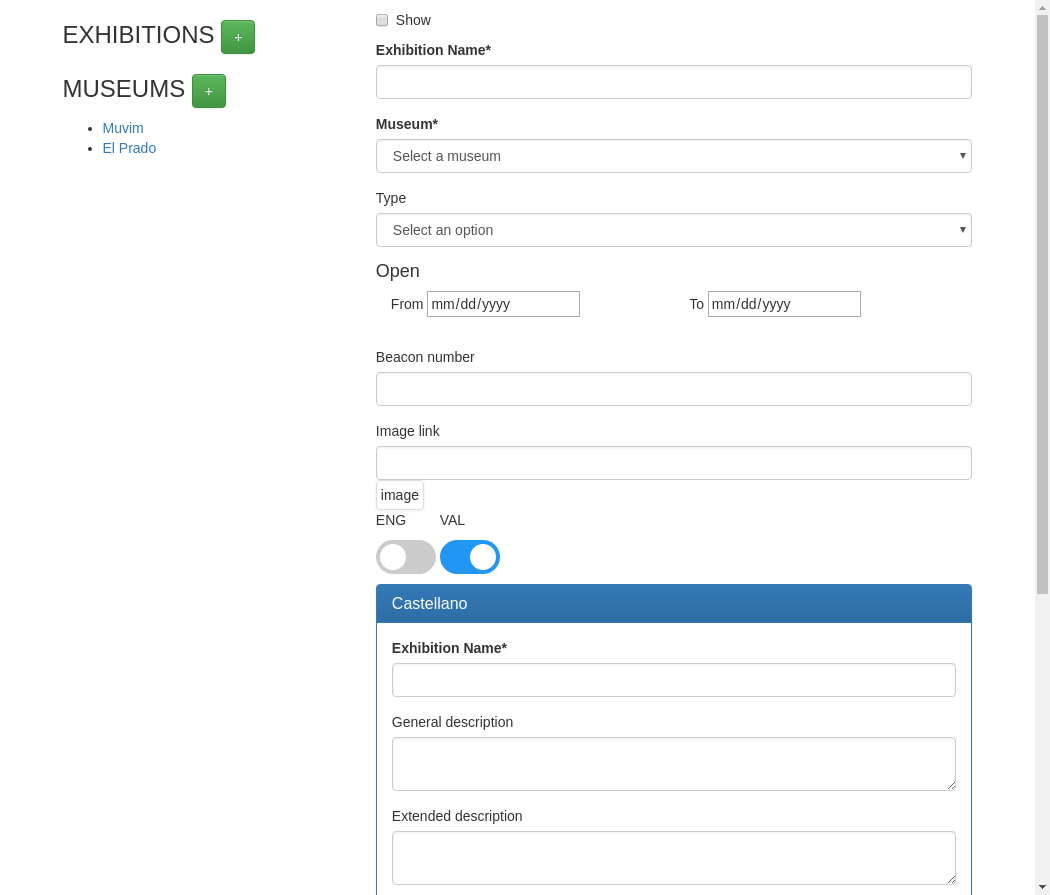 EXHIBITIONS +
MUSEUMS +
Muvim
El Prado
Show
Exhibition Name*
Museum*
Select a museum
Type
Select an option
Open
From mm/dd/yyyy To mm/dd/yyyy
Beacon number
Image link
image
ENG VAL
Castellano
Exhibition Name*
General description
Extended description